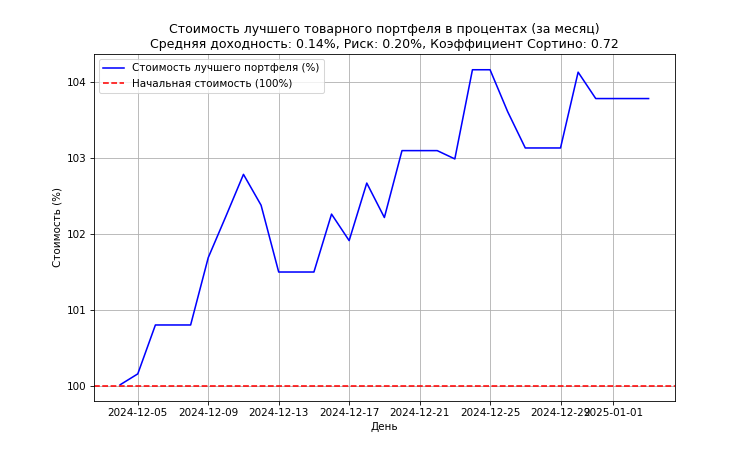 Стоимость лучшего товарного портфеля в процентах (за месяц)
Средняя доходность: 0.14%, Риск: 0.20%, Коэффициент Сортино: 0.72
Стоимость лучшего портфеля (%)
Начальная стоимость (100%)
Стоимость (%)
104
103
102
101
100
2024-12-05 2024-12-09 2024-12-13 2024-12-17 2024-12-21 2024-12-25 2024-12-29 2025-01-01
День